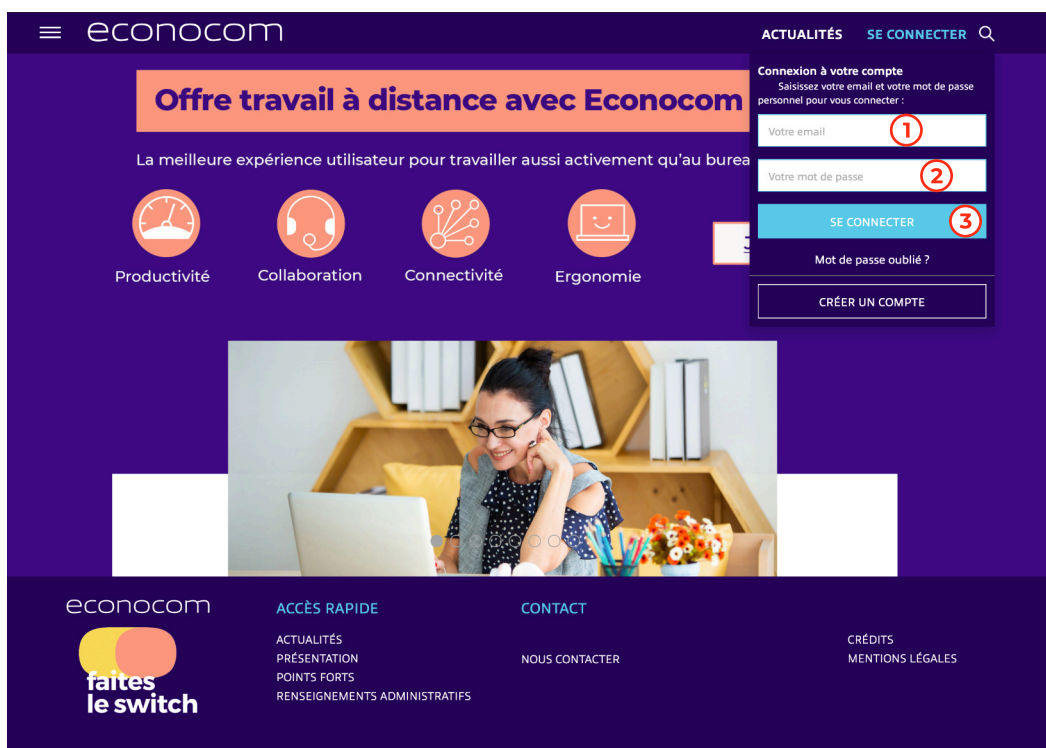 econocom
ACTUALITÉS SE CONNECTER
Offre travail à distance avec Econocom
La meilleure expérience utilisateur pour travailler aussi activement qu'au
Productivité Collaboration Connectivité Ergonomie
Connexion à votre compte
Saisissez votre email et votre mot de passe
personnel pour vous connecter :
Votre email 1
Votre mot de passe 2
SE CONNECTER 3
Mot de passe oublié ?
CRÉER UN COMPTE
econocom
faites
le switch
ACCÈS RAPIDE
ACTUALITÉS
PRÉSENTATION
POINTS FORTS
RENSEIGNEMENTS ADMINISTRATIFS
CONTACT
NOUS CONTACTER
CRÉDITS
MENTIONS LÉGALES